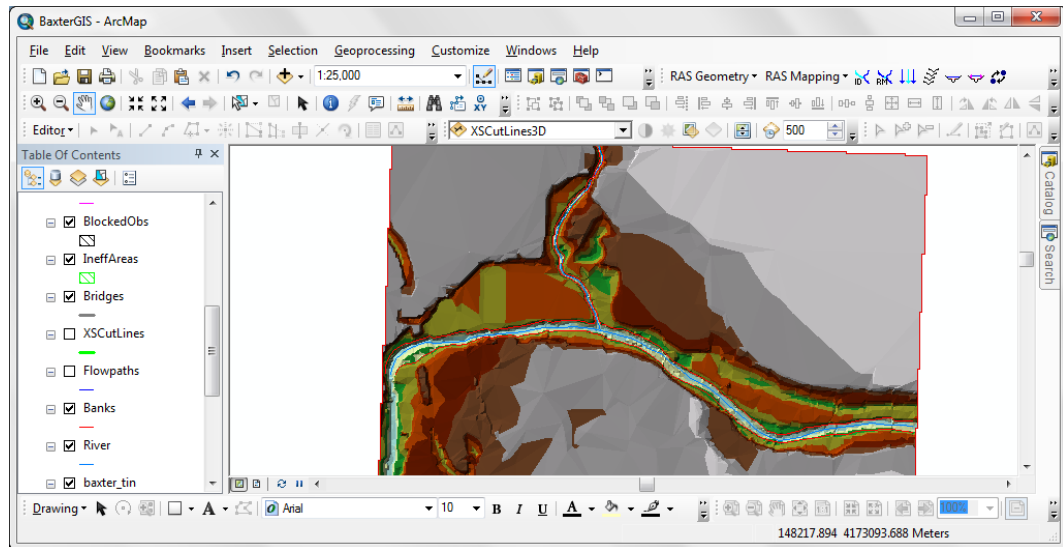 BaxterGIS - ArcMap
File Edit View Bookmarks Insert Selection Geoprocessing Customize Windows Help
1:25,000 RAS Geometry RAS Mapping ID RM
Editor XSCutLines3D 500
Table Of Contents
BlockedObs
IneffAreas
Bridges
XSCutLines
Flowpaths
Banks
River
baxter_tin
Catalog
Search
Drawing A Arial 10 B I U A 100%
148217.894 4173093.688 Meters